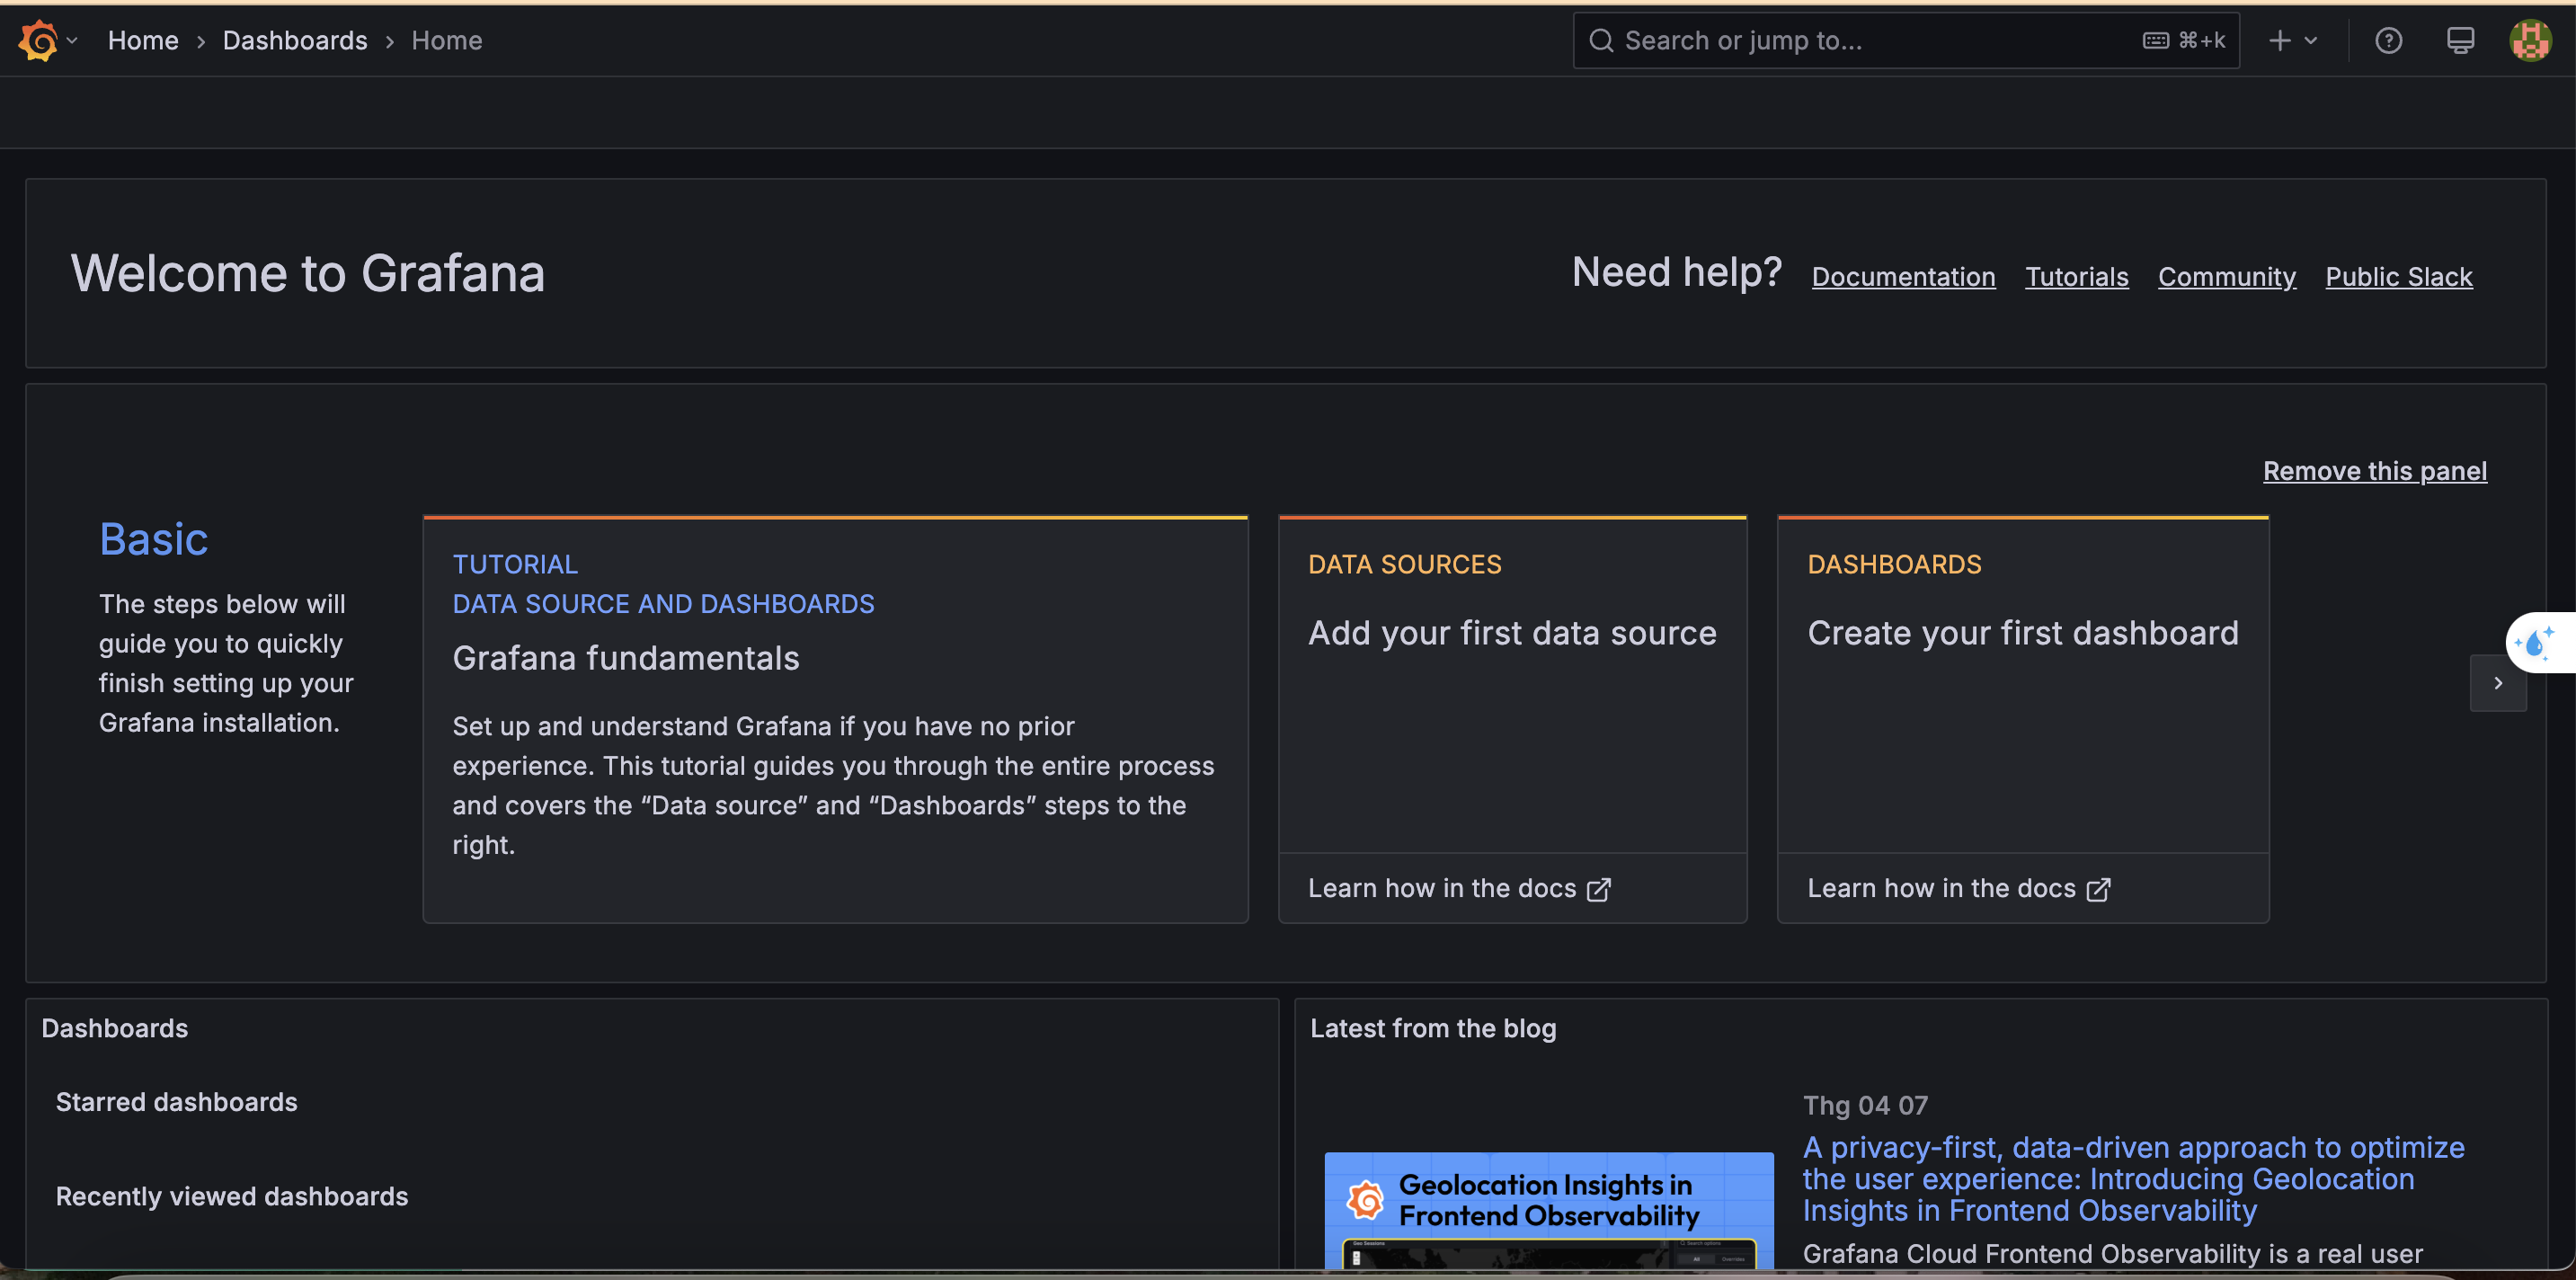 Home › Dashboards › Home
Search or jump to...
⌘+k
Welcome to Grafana
Need help?
Documentation
Tutorials
Community
Public Slack
Remove this panel
Basic
The steps below will
guide you to quickly
finish setting up your
Grafana installation.
TUTORIAL
DATA SOURCE AND DASHBOARDS
Grafana fundamentals
Set up and understand Grafana if you have no prior
experience. This tutorial guides you through the entire process
and covers the “Data source” and “Dashboards” steps to the
right.
DATA SOURCES
Add your first data source
Learn how in the docs
DASHBOARDS
Create your first dashboard
Learn how in the docs
Dashboards
Starred dashboards
Recently viewed dashboards
Latest from the blog
Geolocation Insights in
Frontend Observability
Geo Sessions
Search options
All
Overrides
Thg 04 07
A privacy-first, data-driven approach to optimize
the user experience: Introducing Geolocation
Insights in Frontend Observability
Grafana Cloud Frontend Observability is a real user